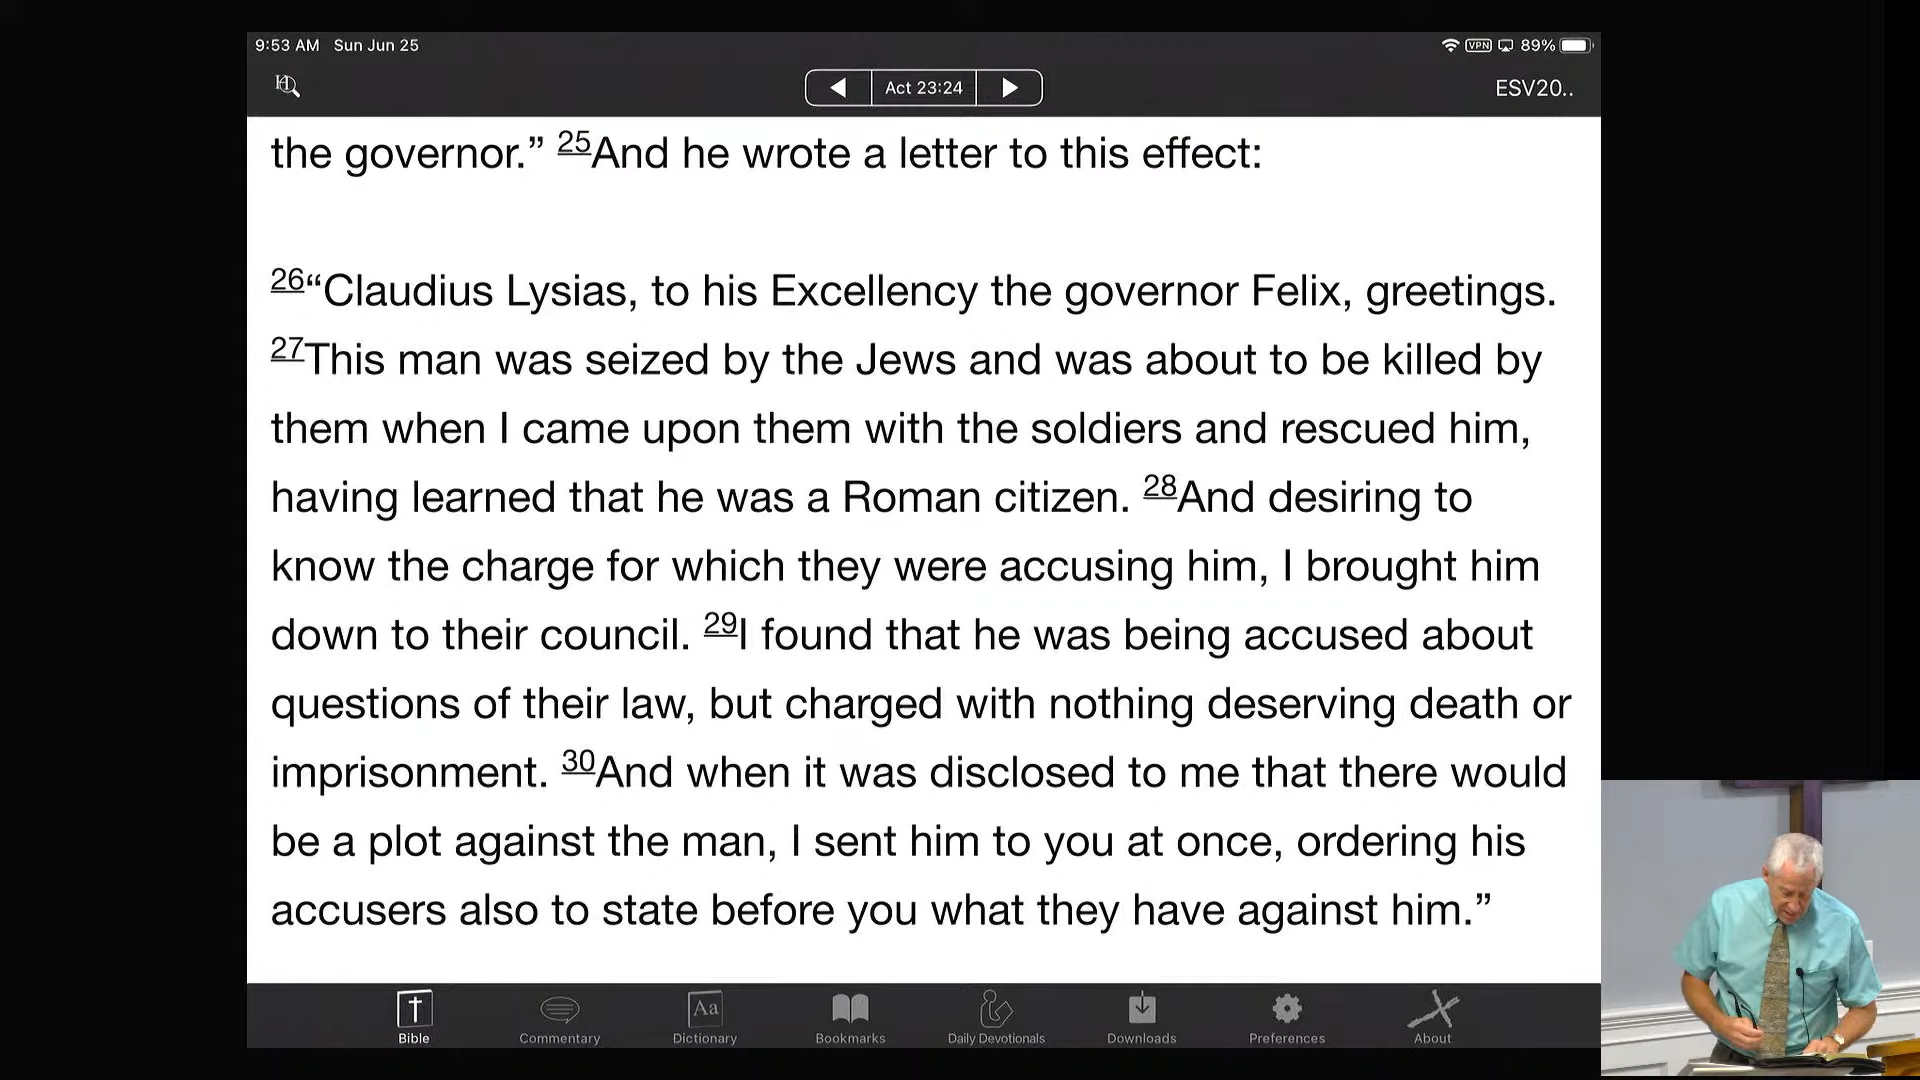 9:53 AM Sun Jun 25
VPN 89%
Act 23:24
ESV20..
the governor.” 25And he wrote a letter to this effect:
26“Claudius Lysias, to his Excellency the governor Felix, greetings.
27This man was seized by the Jews and was about to be killed by
them when I came upon them with the soldiers and rescued him,
having learned that he was a Roman citizen. 28And desiring to
know the charge for which they were accusing him, I brought him
down to their council. 29I found that he was being accused about
questions of their law, but charged with nothing deserving death or
imprisonment. 30And when it was disclosed to me that there would
be a plot against the man, I sent him to you at once, ordering his
accusers also to state before you what they have against him.”
Aa
Bible Commentary Dictionary Bookmarks Daily Devotionals Downloads Preferences About